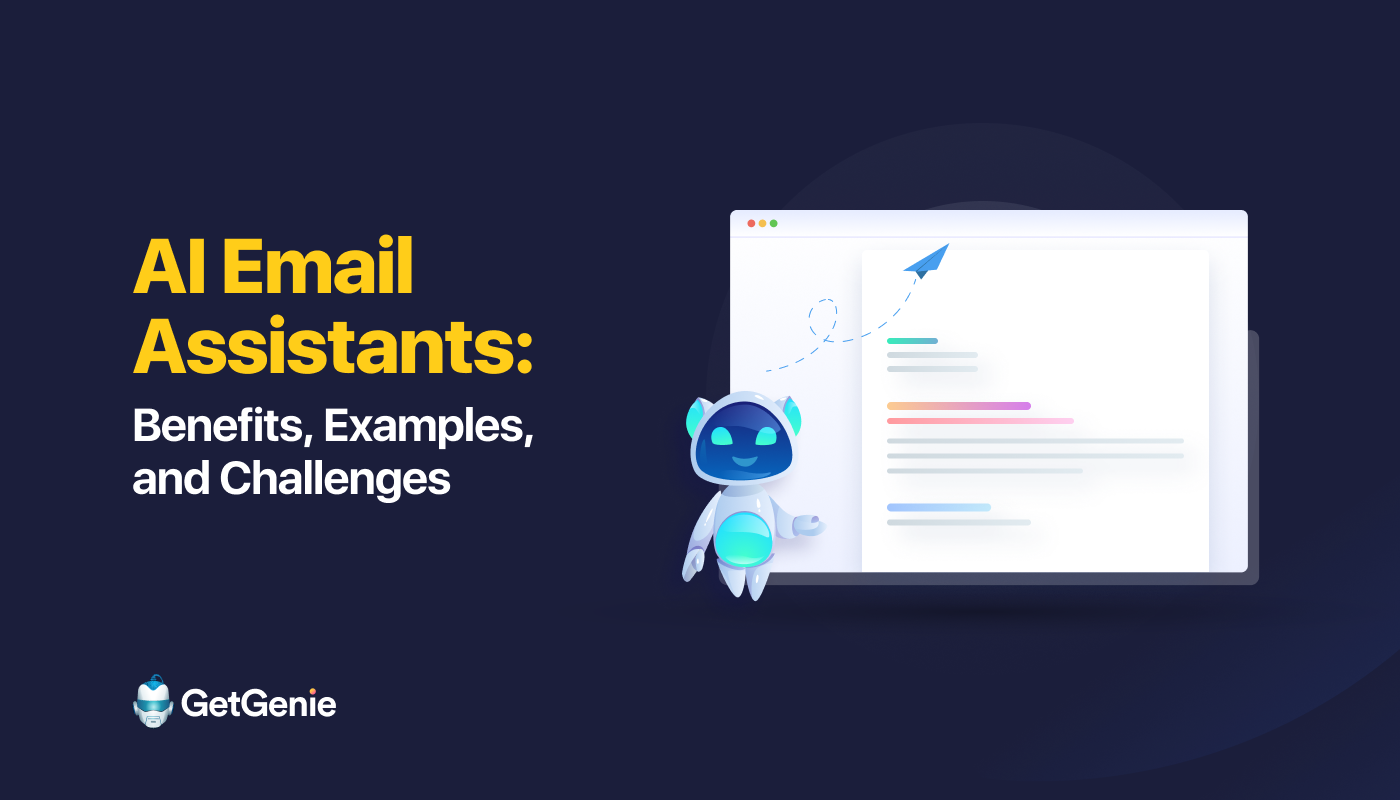 AI Email
Assistants:
Benefits, Examples,
and Challenges
GetGenie